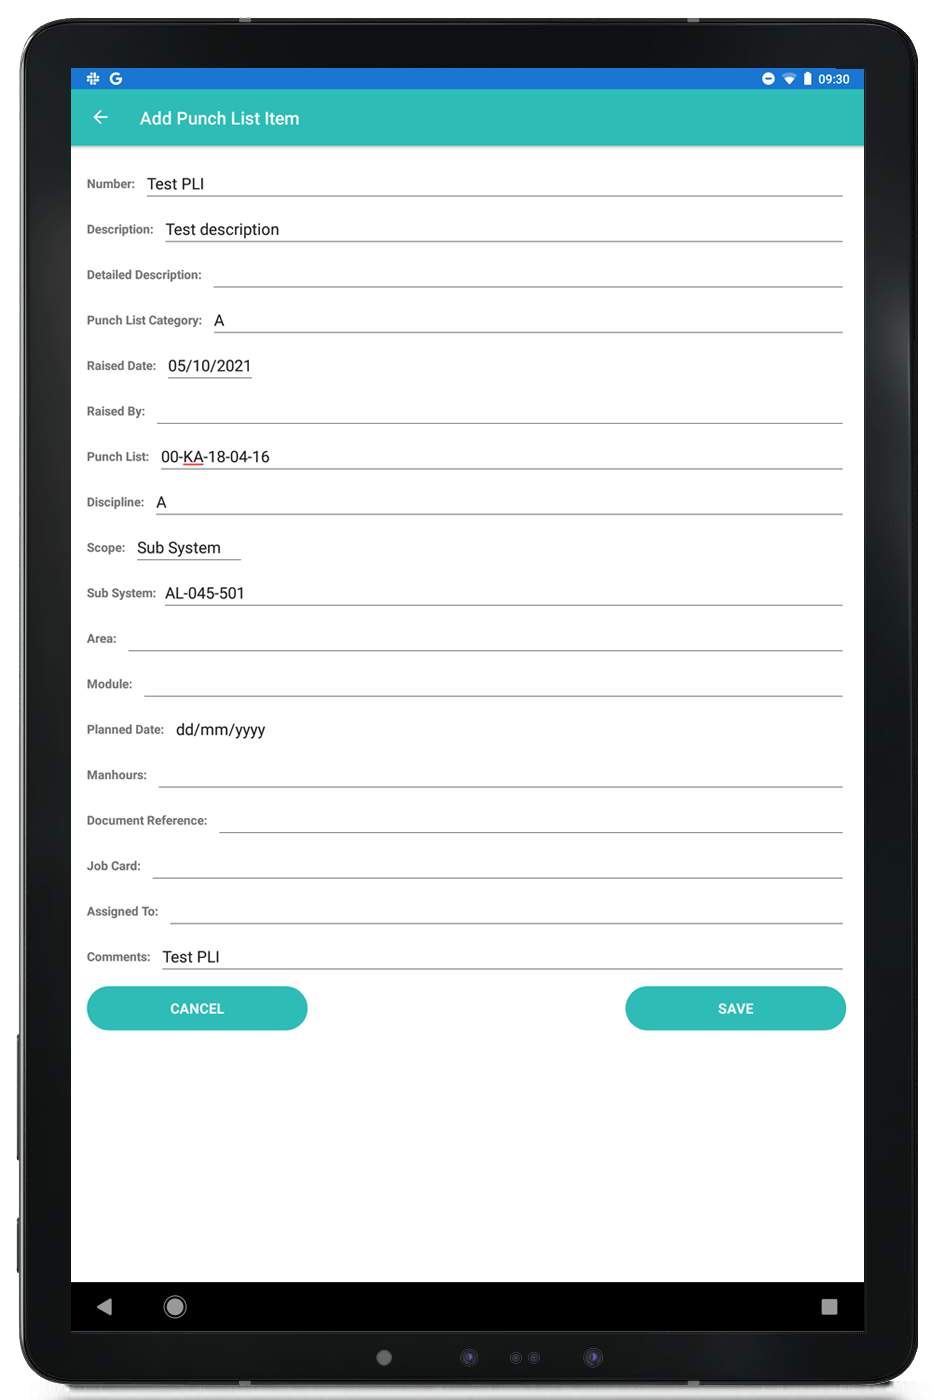 09:30
Add Punch List Item
Number: Test PLI
Description: Test description
Detailed Description:
Punch List Category: A
Raised Date: 05/10/2021
Raised By:
Punch List: 00-KA-18-04-16
Discipline: A
Scope: Sub System
Sub System: AL-045-501
Area:
Module:
Planned Date: dd/mm/yyyy
Manhours:
Document Reference:
Job Card:
Assigned To:
Comments: Test PLI
CANCEL SAVE